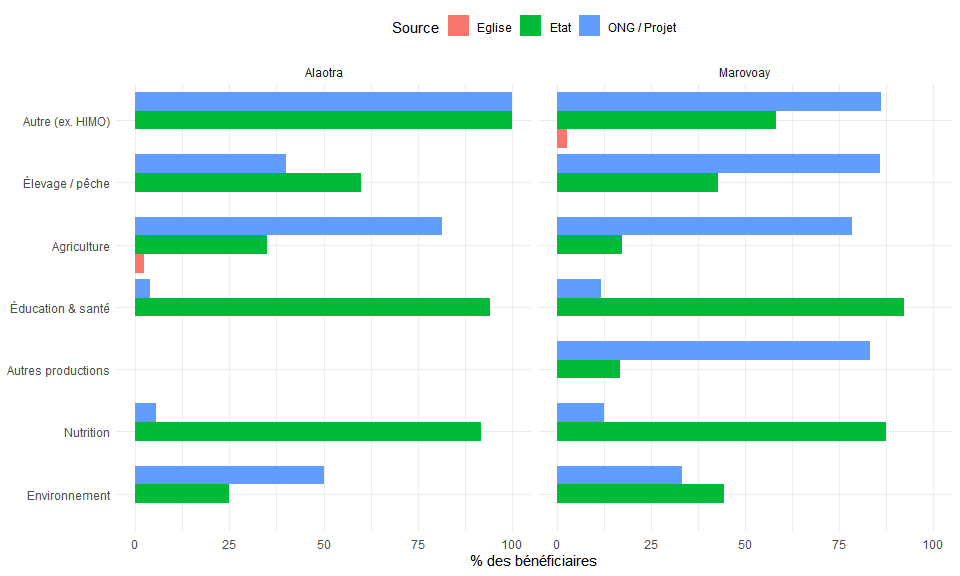 Source Eglise Etat ONG / Projet
Alaotra Marovoay
Autre (ex. HIMO)
Élevage / pêche
Agriculture
Éducation & santé
Autres productions
Nutrition
Environnement
0 25 50 75 100 0 25 50 75 100
% des bénéficiaires